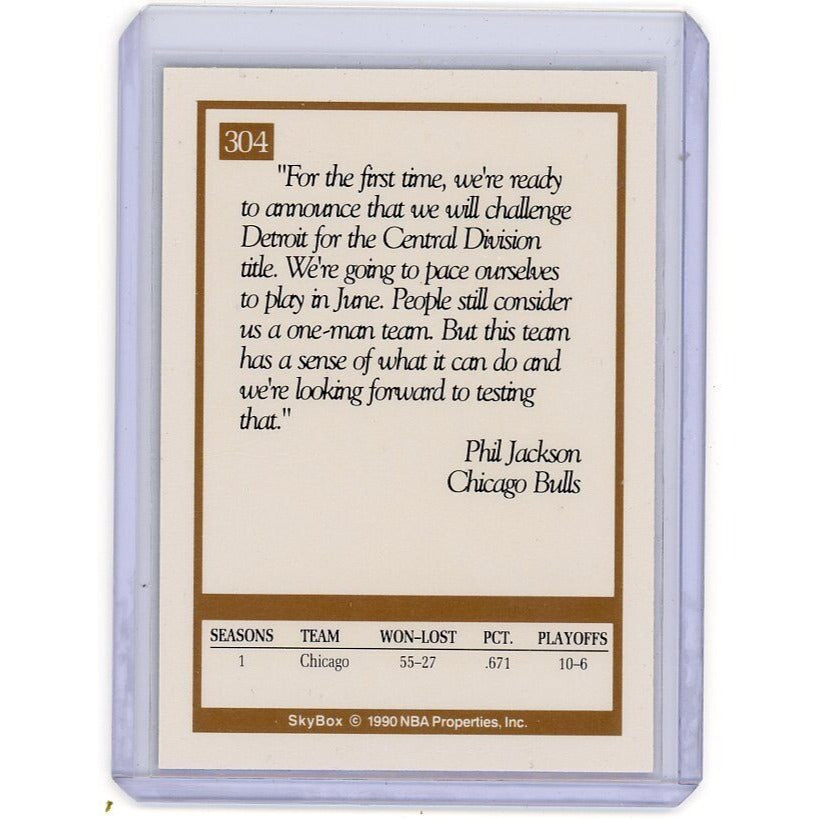 304
"For the first time, we're ready
to announce that we will challenge
Detroit for the Central Division
title. We're going to pace ourselves
to play in June. People still consider
us a one-man team. But this team
has a sense of what it can do and
we're looking forward to testing
that."
Phil Jackson
Chicago Bulls
SEASONS TEAM WON-LOST PCT. PLAYOFFS
1 Chicago 55-27 .671 10-6
SkyBox © 1990 NBA Properties, Inc.